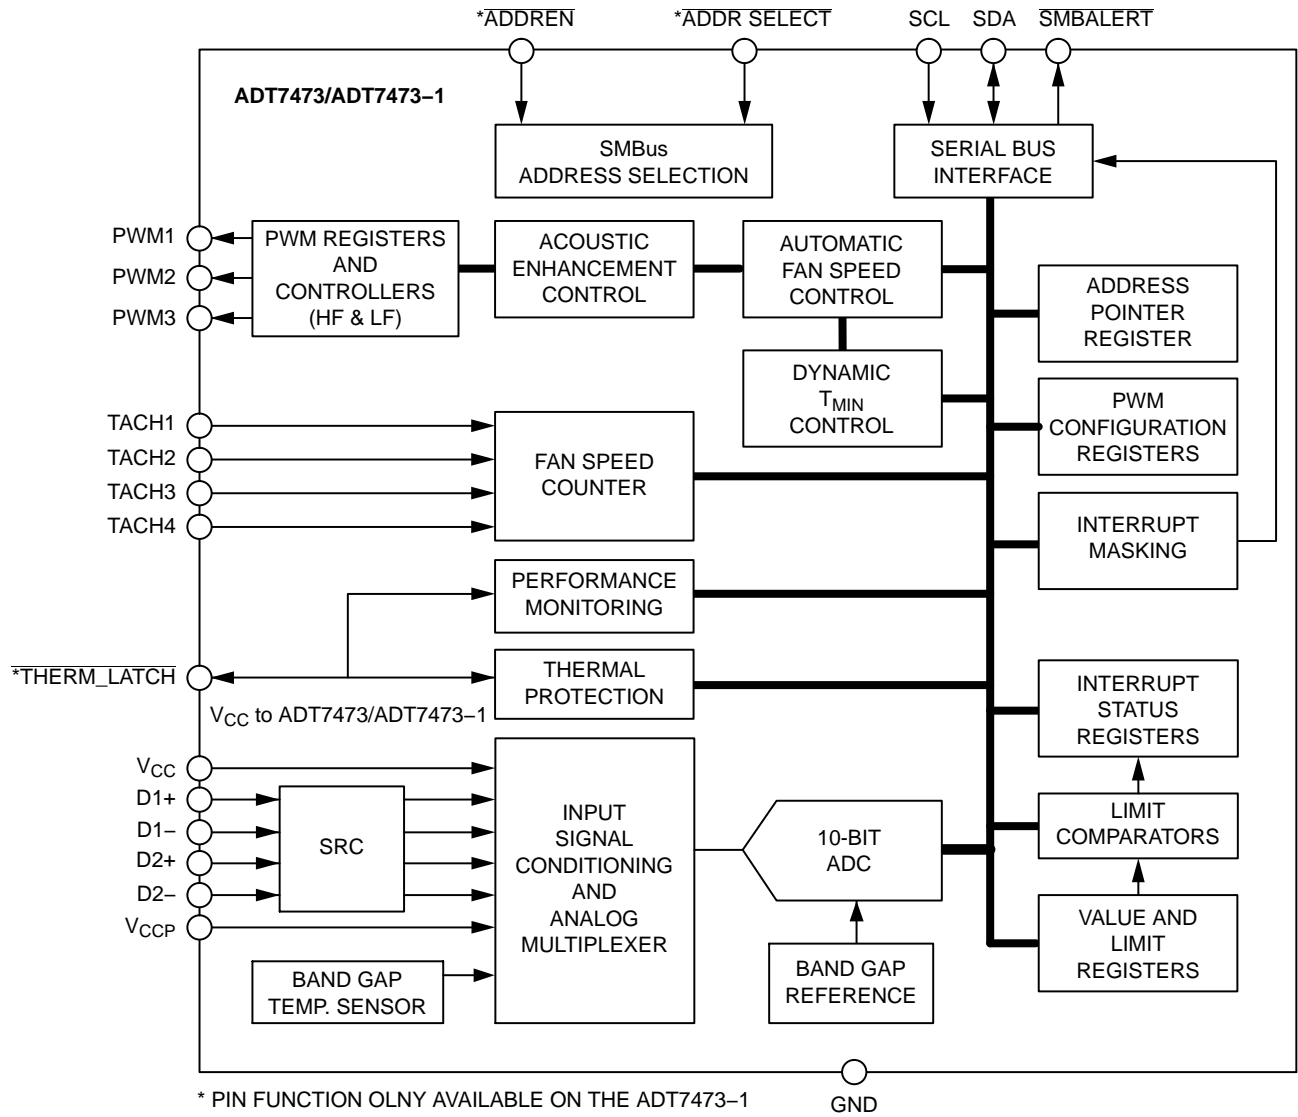 *ADDREN
*ADDR SELECT
SCL
SDA
SMBALERT
ADT7473/ADT7473–1
SMBus
ADDRESS SELECTION
SERIAL BUS
INTERFACE
PWM1
PWM2
PWM3
PWM REGISTERS
AND
CONTROLLERS
(HF & LF)
ACOUSTIC
ENHANCEMENT
CONTROL
AUTOMATIC
FAN SPEED
CONTROL
ADDRESS
POINTER
REGISTER
DYNAMIC
TMIN
CONTROL
PWM
CONFIGURATION
REGISTERS
TACH1
TACH2
TACH3
TACH4
FAN SPEED
COUNTER
INTERRUPT
MASKING
PERFORMANCE
MONITORING
*THERM_LATCH
THERMAL
PROTECTION
INTERRUPT
STATUS
REGISTERS
VCC to ADT7473/ADT7473–1
VCC
D1+
D1–
D2+
D2–
VCCP
SRC
INPUT
SIGNAL
CONDITIONING
AND
ANALOG
MULTIPLEXER
10-BIT
ADC
LIMIT
COMPARATORS
VALUE AND
LIMIT
REGISTERS
BAND GAP
TEMP. SENSOR
BAND GAP
REFERENCE
* PIN FUNCTION OLNY AVAILABLE ON THE ADT7473–1
GND